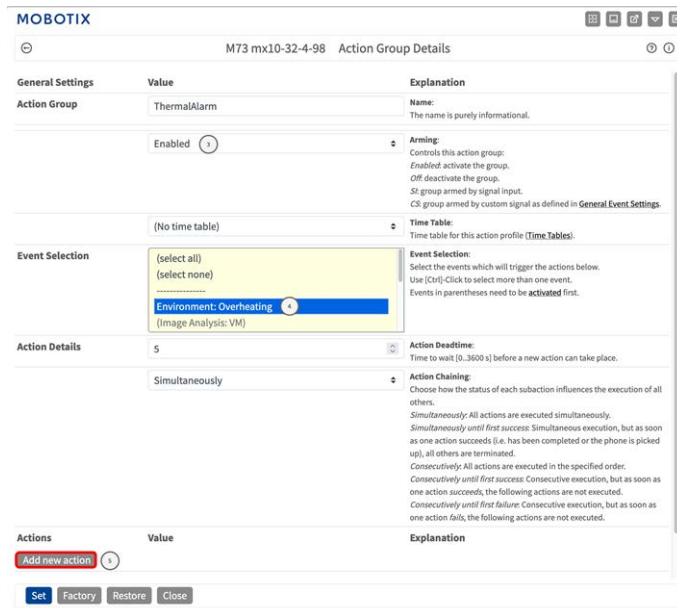 MOBOTIX
M73 mx10-32-4-98 Action Group Details
General Settings Value Explanation
Action Group ThermalAlarm Name:
The name is purely informational.
Enabled 3 Arming:
Controls this action group:
Enabled: activate the group.
Off: deactivate the group.
SI: group armed by signal input.
CS: group armed by custom signal as defined in General Event Settings.
(No time table) Time Table:
Time table for this action profile (Time Tables).
Event Selection (select all) Event Selection:
(select none) Select the events which will trigger the actions below.
--------------- Use [Ctrl]-Click to select more than one event.
Environment: Overheating 4 Events in parentheses need to be activated first.
(Image Analysis: VM)
Action Details 5 Action Deadtime:
Time to wait [0..3600 s] before a new action can take place.
Simultaneously Action Chaining:
Choose how the status of each subaction influences the execution of all
others.
Simultaneously: All actions are executed simultaneously.
Simultaneously until first success: Simultaneous execution, but as soon
as one action succeeds (i.e. has been completed or the phone is picked
up), all others are terminated.
Consecutively: All actions are executed in the specified order.
Consecutively until first success: Consecutive execution, but as soon as
one action succeeds, the following actions are not executed.
Consecutively until first failure: Consecutive execution, but as soon as
one action fails, the following actions are not executed.
Actions Value Explanation
Add new action 5
Set Factory Restore Close